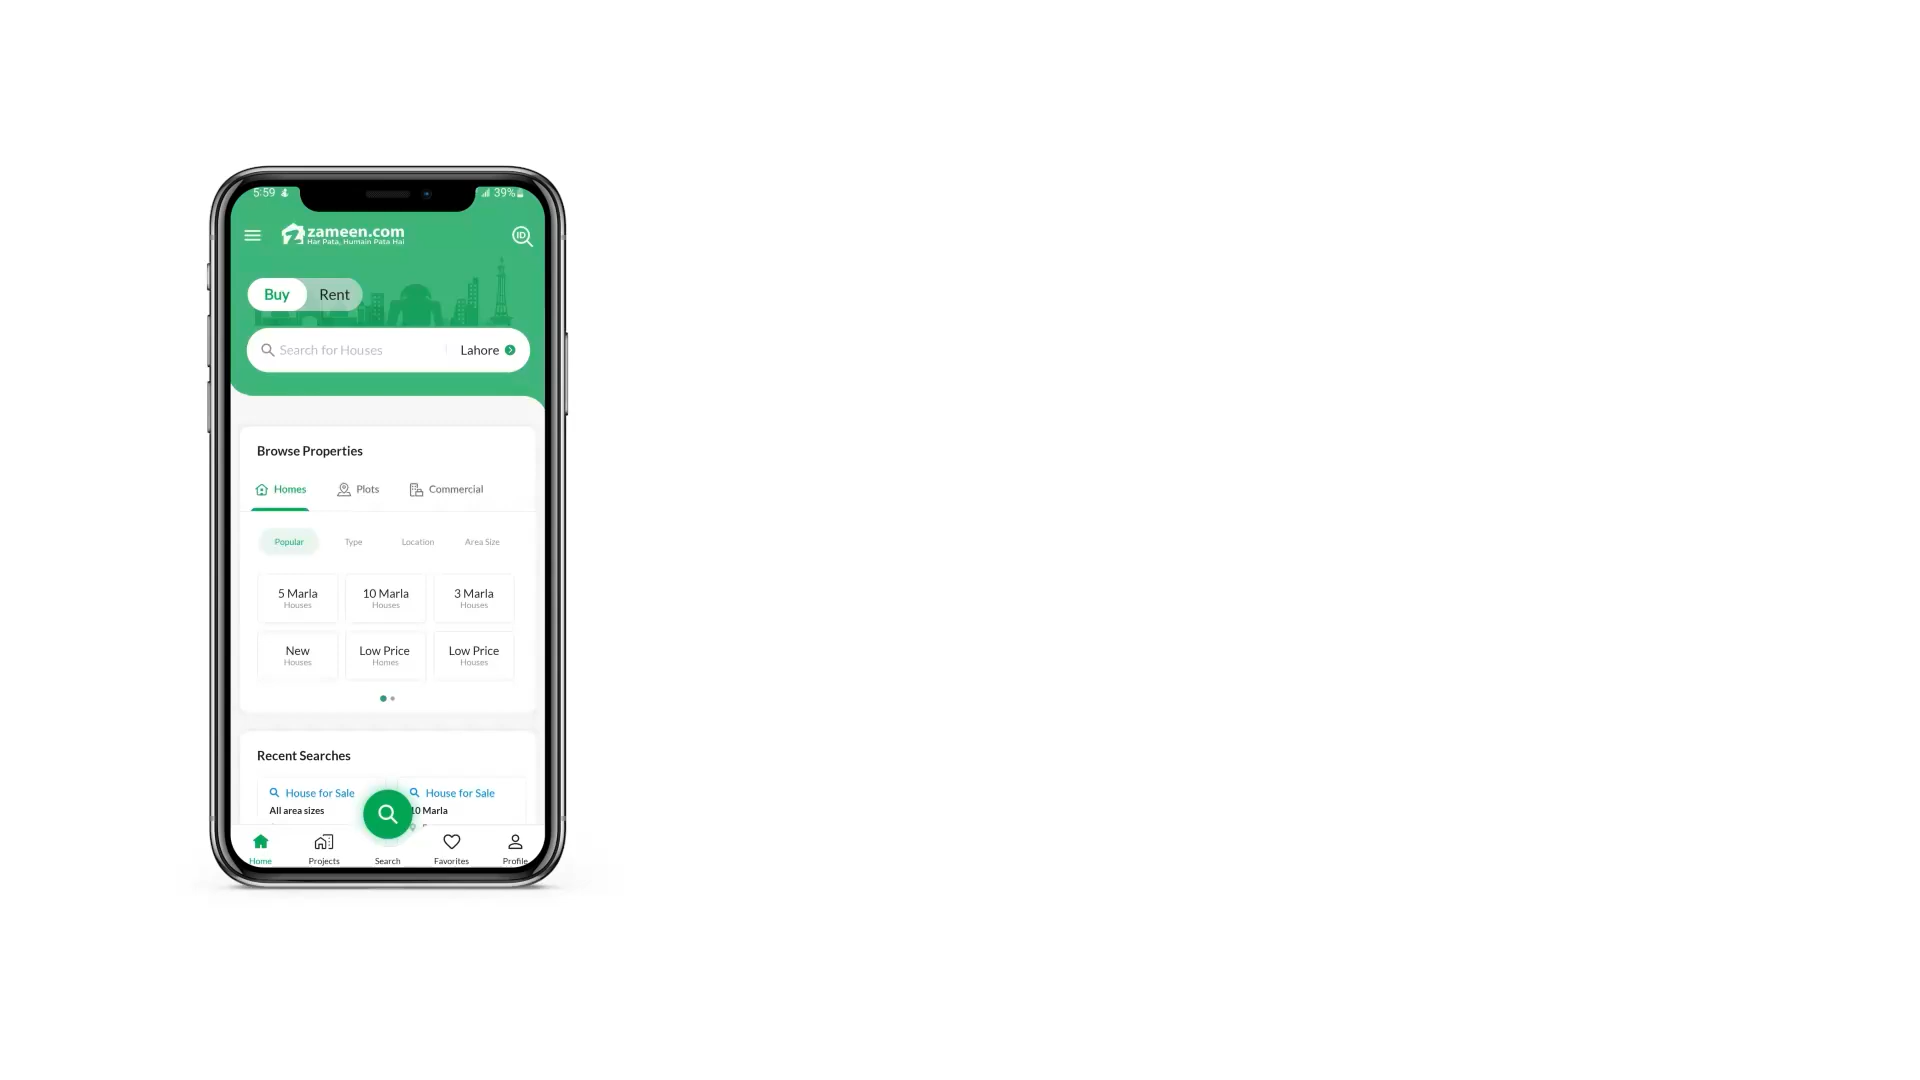 5:59
39%
zameen.com
Har Pata, Humain Pata Hai
ID
Buy Rent
Search for Houses Lahore
Browse Properties
Homes Plots Commercial
Popular Type Location Area Size
5 Marla 10 Marla 3 Marla
Houses Houses Houses
New Low Price Low Price
Houses Homes Houses
Recent Searches
House for Sale House for Sale
All area sizes 10 Marla
Home Projects Search Favorites Profile